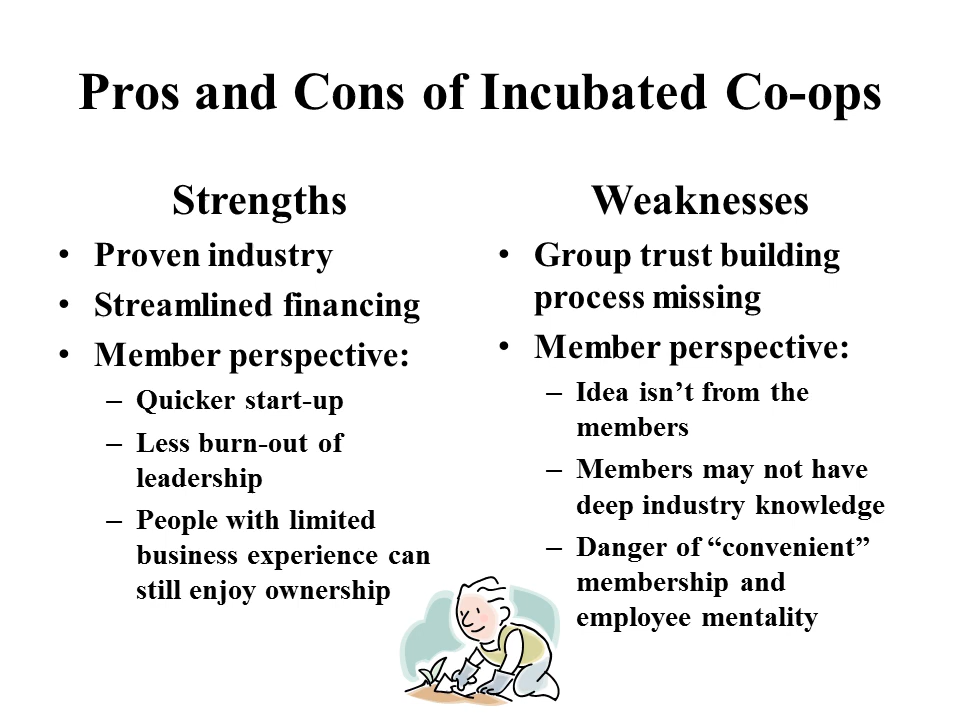 Pros and Cons of Incubated Co-ops
Strengths
• Proven industry
• Streamlined financing
• Member perspective:
– Quicker start-up
– Less burn-out of
leadership
– People with limited
business experience can
still enjoy ownership
Weaknesses
• Group trust building
process missing
• Member perspective:
– Idea isn’t from the
members
– Members may not have
deep industry knowledge
– Danger of “convenient”
membership and
employee mentality